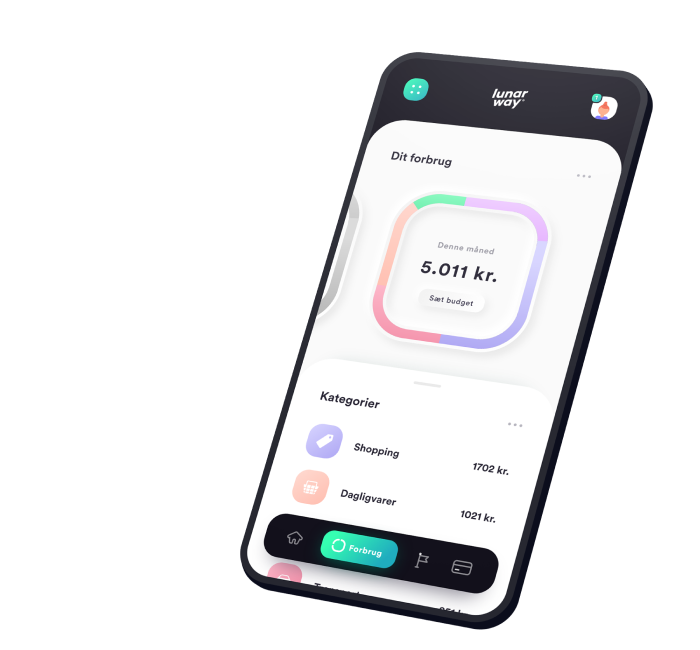 lunar
way
Dit forbrug
Denne måned
5.011 kr.
Sæt budget
Kategorier
Shopping
1702 kr.
Dagligvarer
1021 kr.
Forbrug